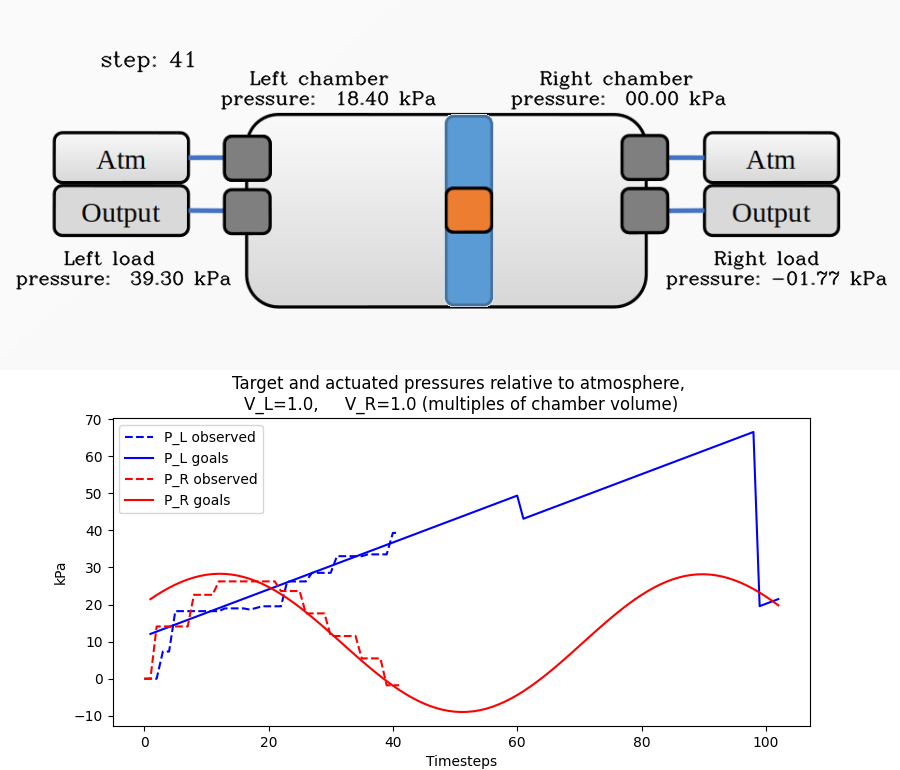 step: 41
Left chamber
pressure: 18.40 kPa
Right chamber
pressure: 00.00 kPa
Atm
Output
Atm
Output
Left load
pressure: 39.30 kPa
Right load
pressure: −01.77 kPa
Target and actuated pressures relative to atmosphere,
V_L=1.0, V_R=1.0 (multiples of chamber volume)
P_L observed
P_L goals
P_R observed
P_R goals
kPa
70
60
50
40
30
20
10
0
−10
0 20 40 60 80 100
Timesteps